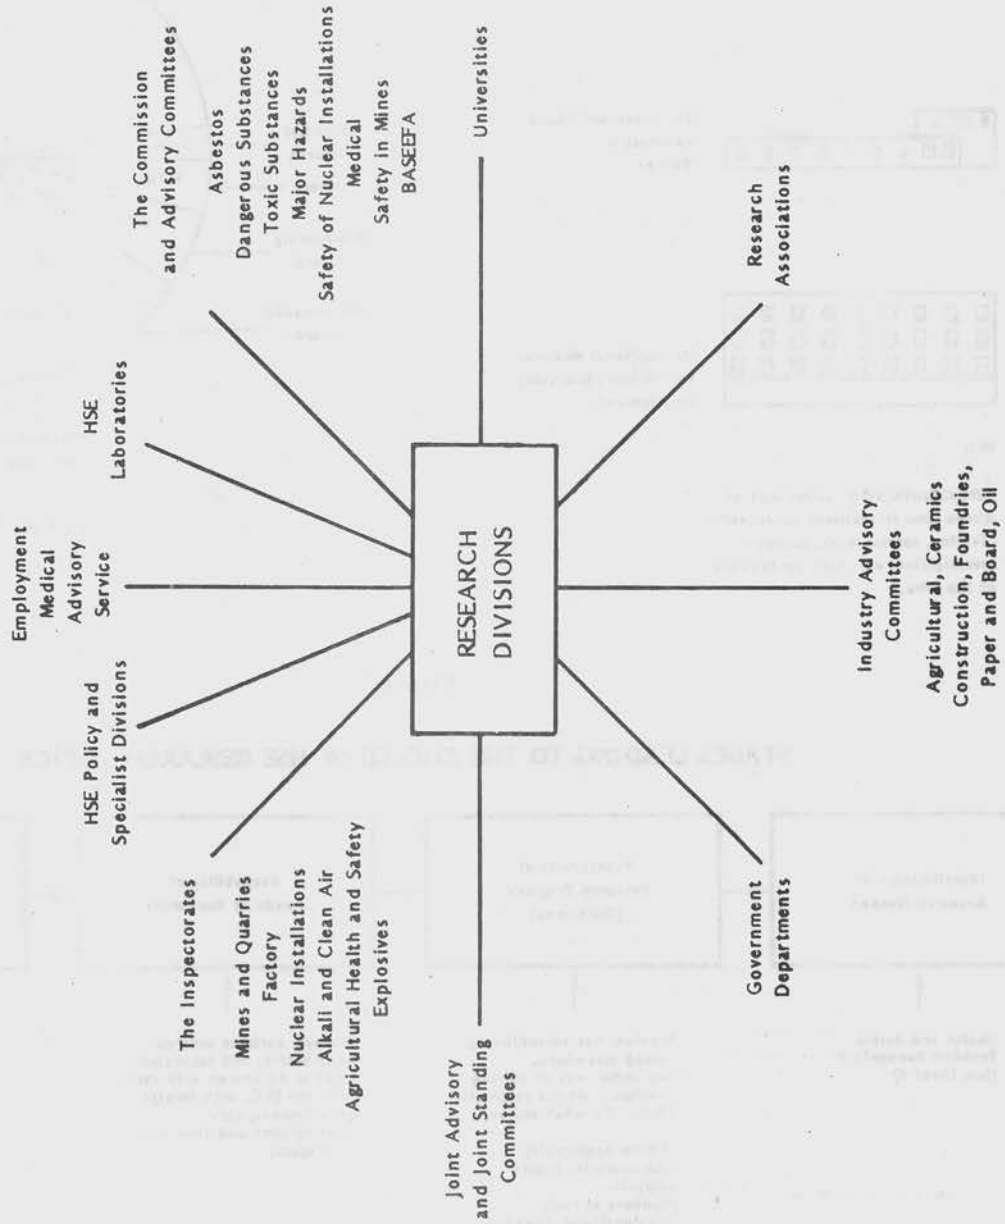 The Commission
and Advisory Committees
Asbestos
Dangerous Substances
Toxic Substances
Major Hazards
Safety of Nuclear Installations
Medical
Safety in Mines
BASEEFA
HSE
Laboratories
Employment
Medical
Advisory
Service
HSE Policy and
Specialist Divisions
The Inspectorates
Mines and Quarries
Factory
Nuclear Installations
Alkali and Clean Air
Agricultural Health and Safety
Explosives
RESEARCH
DIVISIONS
Universities
Research
Associations
Industry Advisory
Committees
Agricultural, Ceramics
Construction, Foundries,
Paper and Board, Oil
Government
Departments
Joint Advisory
and Joint Standing
Committees